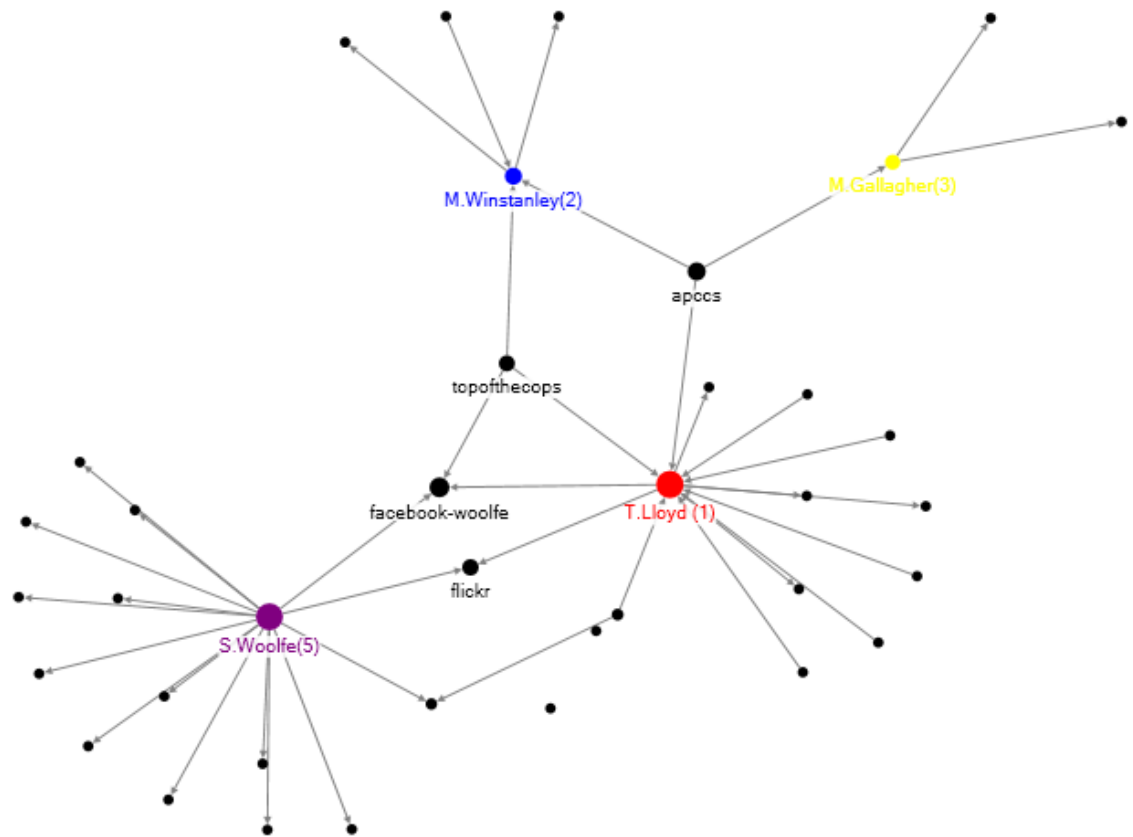 M.Winstanley(2)
M.Gallagher(3)
apccs
topofthecops
facebook-woolfe
T.Lloyd (1)
flickr
S.Woolfe(5)